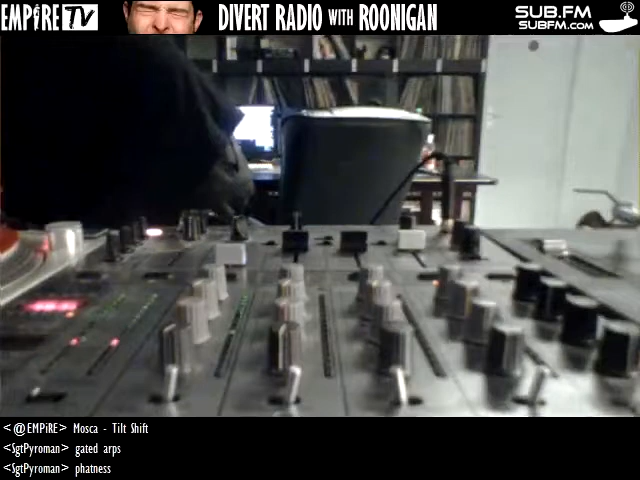 EMPiRE TV
DIVERT RADIO WITH ROONIGAN
SUB.FM
SUBFM.COM
<@EMPiRE> Mosca - Tilt Shift
<SgtPyroman> gated arps
<SgtPyroman> phatness